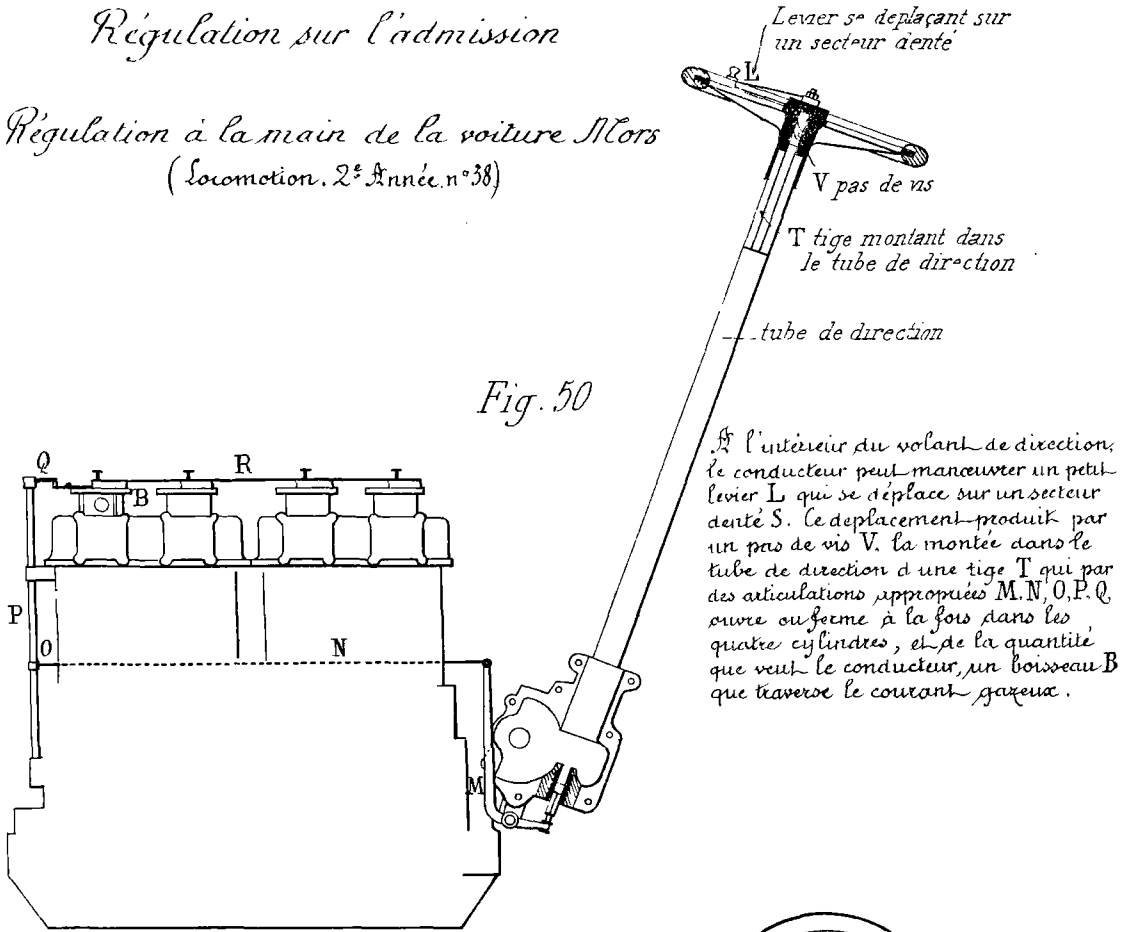 Régulation sur l'admission
Régulation à la main de la voiture Mors
(Locomotion. 2e Année. n° 38)
Levier se deplaçant sur
un secteur denté
L
V pas de vis
T tige montant dans
le tube de direction
tube de direction
Fig. 50
A l'intérieur du volant de direction,
le conducteur peut manœuvrer un petit
levier L qui se déplace sur un secteur
denté S. Ce deplacement produit par
un pas de vis V. la montée dans le
tube de direction d une tige T qui par
des articulations appropriées M.N,O,P.Q,
ouvre ou ferme à la fois dans les
quatre cylindres, et de la quantité
que veut le conducteur, un boisseau B
que traverse le courant gazeux.
Q
R
B
P
O
N
M